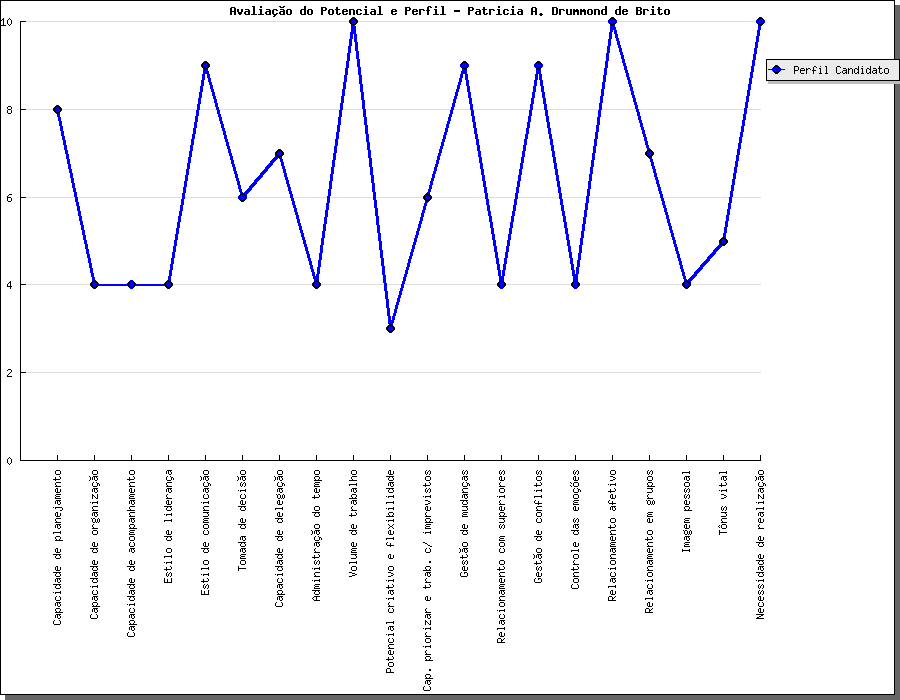 Avaliação do Potencial e Perfil - Patricia A. Drummond de Brito
10
8
6
4
2
0
Perfil Candidato
Capacidade de planejamento
Capacidade de organização
Capacidade de acompanhamento
Estilo de liderança
Estilo de comunicação
Tomada de decisão
Capacidade de delegação
Administração do tempo
Volume de trabalho
Potencial criativo e flexibilidade
Cap. priorizar e trab. c/ imprevistos
Gestão de mudanças
Relacionamento com superiores
Gestão de conflitos
Controle das emoções
Relacionamento afetivo
Relacionamento em grupos
Imagem pessoal
Tônus vital
Necessidade de realização